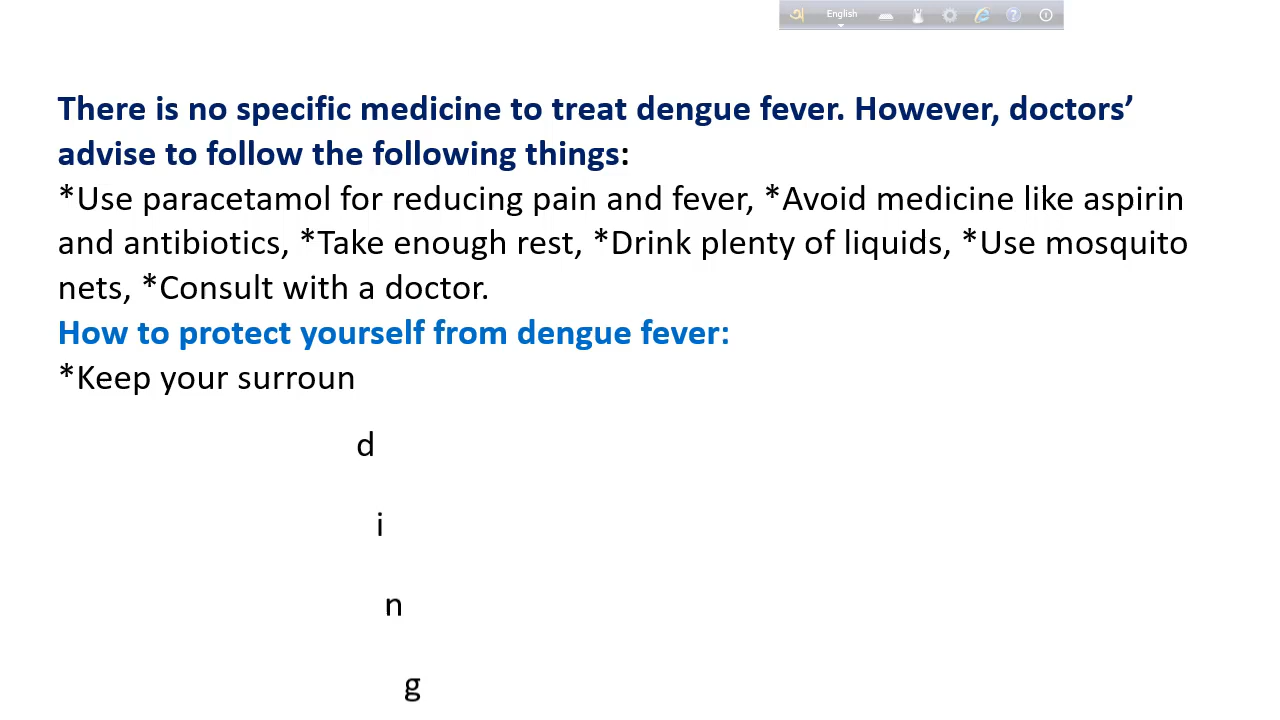 English
There is no specific medicine to treat dengue fever. However, doctors’
advise to follow the following things:
*Use paracetamol for reducing pain and fever, *Avoid medicine like aspirin
and antibiotics, *Take enough rest, *Drink plenty of liquids, *Use mosquito
nets, *Consult with a doctor.
How to protect yourself from dengue fever:
*Keep your surroun
d
i
n
g